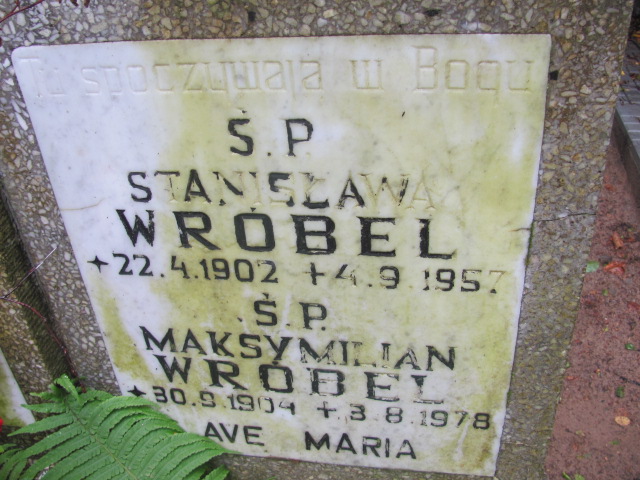 Tu spoczywają w Bogu
Ś.P.
STANISŁAWA
WRÓBEL
*22.4.1902 +4.9.1957
Ś.P.
MAKSYMILIAN
WRÓBEL
*30.9.1904 +3.8.1978
AVE MARIA